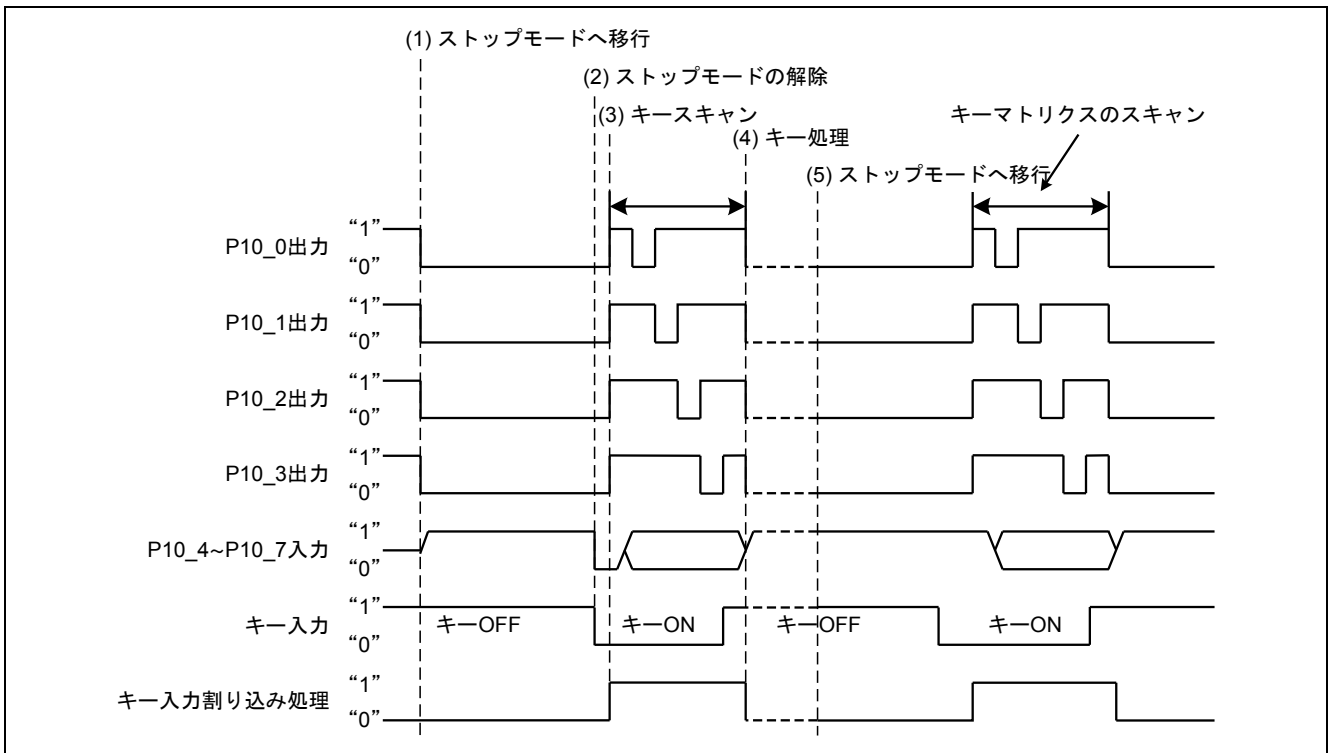 (1) ストップモードへ移行
(2) ストップモードの解除
(3) キースキャン
キーマトリクスのスキャン
(4) キー処理
(5) ストップモードへ移行
P10_0出力
“1”
“0”
P10_1出力
“1”
“0”
P10_2出力
“1”
“0”
P10_3出力
“1”
“0”
P10_4~P10_7入力
“1”
“0”
キー入力
“1”
“0”
キーOFF
キーON
キーOFF
キーON
キー入力割り込み処理
“1”
“0”